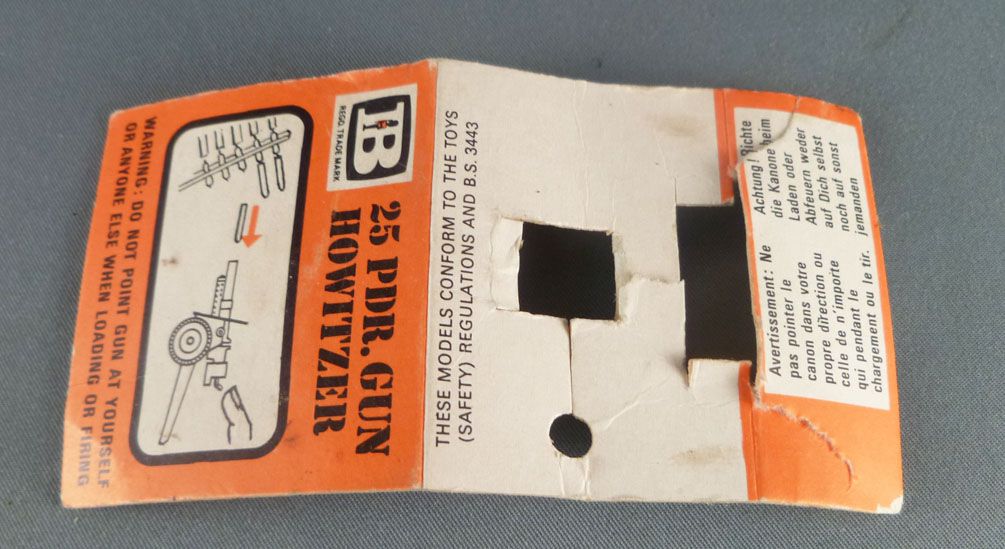 B
REGD. TRADE MARK.
25 PDR. GUN
HOWITZER
WARNING: DO NOT POINT GUN AT YOURSELF
OR ANYONE ELSE WHEN LOADING OR FIRING
THESE MODELS CONFORM TO THE TOYS
(SAFETY) REGULATIONS AND B.S. 3443
Avertissement: Ne
pas pointer le
canon dans votre
propre direction ou
celle de n'importe
qui pendant le
chargement ou le tir.
Achtung! Richte
die Kanone beim
Laden oder
Abfeuern weder
auf Dich selbst
noch auf sonst
jemanden